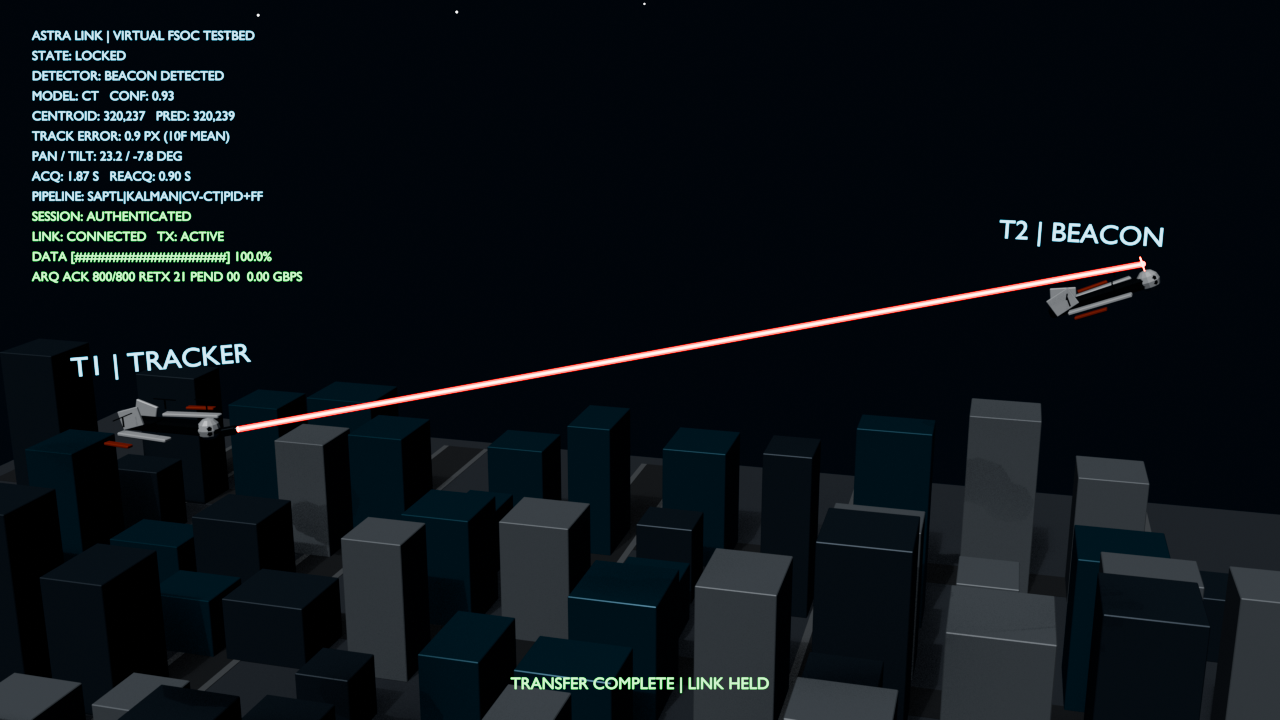 ASTRA LINK | VIRTUAL FSOC TESTBED
STATE: LOCKED
DETECTOR: BEACON DETECTED
MODEL: CT CONF: 0.93
CENTROID: 320,237 PRED: 320,239
TRACK ERROR: 0.9 PX (10F MEAN)
PAN / TILT: 23.2 / -7.8 DEG
ACQ: 1.87 S REACQ: 0.90 S
PIPELINE: SAPTL|KALMAN|CV-CT|PID+FF
SESSION: AUTHENTICATED
LINK: CONNECTED TX: ACTIVE
DATA [########################] 100.0%
ARQ ACK 800/800 RETX 21 PEND 00 0.00 GBPS
T2 | BEACON
T1 | TRACKER
TRANSFER COMPLETE | LINK HELD